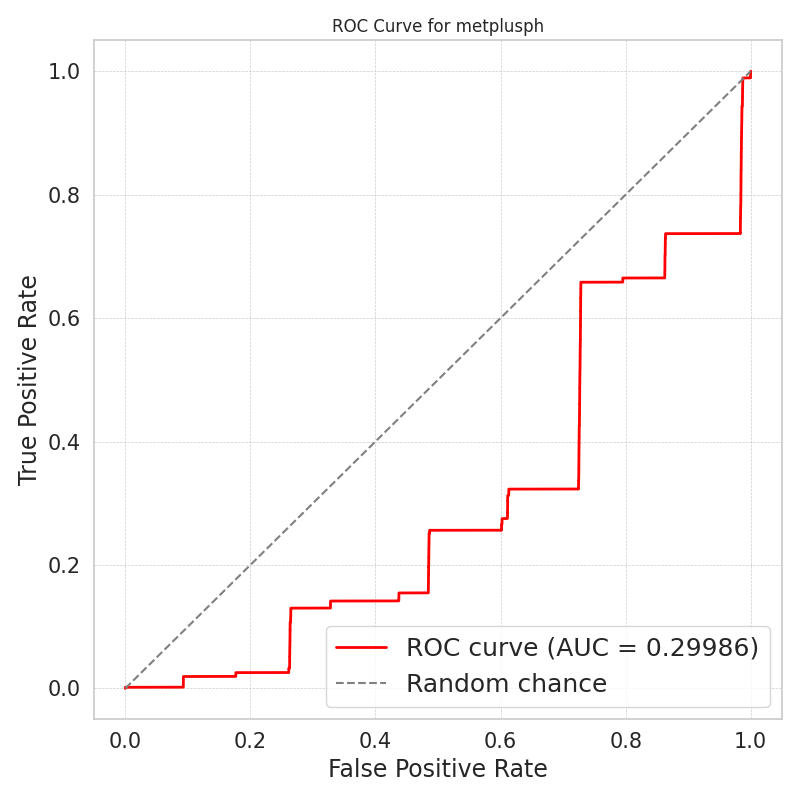 ROC Curve for metplusph
1.0
0.8
0.6
0.4
0.2
0.0
True Positive Rate
ROC curve (AUC = 0.29986)
Random chance
0.0 0.2 0.4 0.6 0.8 1.0
False Positive Rate